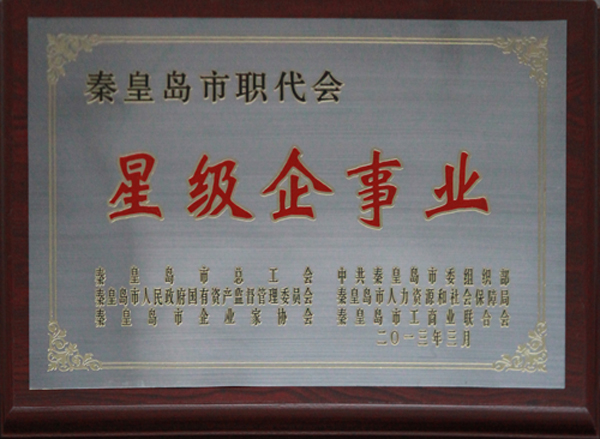 秦皇岛市职代会
星级企事业
秦皇岛市总工会 中共秦皇岛市委组织部
秦皇岛市人民政府国有资产监督管理委员会 秦皇岛市人力资源和社会保障局
秦皇岛市企业家协会 秦皇岛市工商业联合会
二〇一三年三月